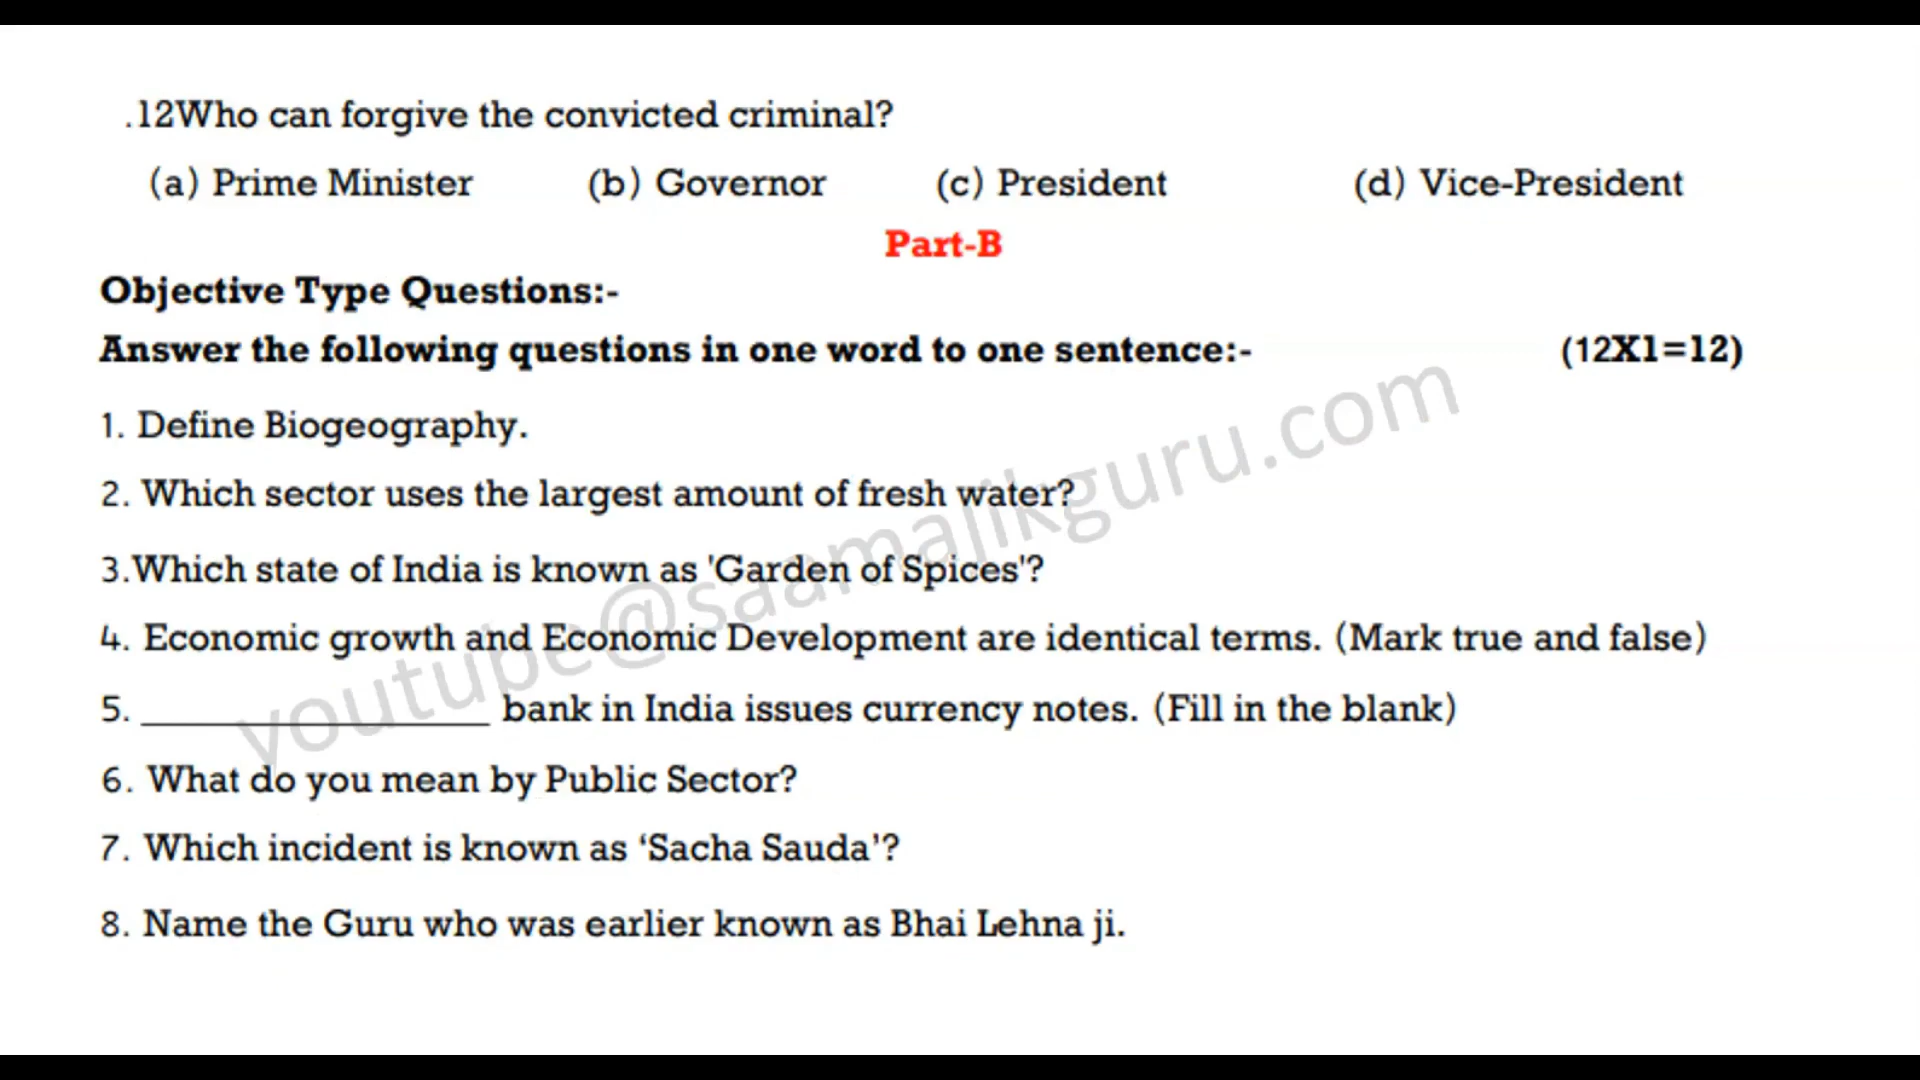 .12Who can forgive the convicted criminal?
(a) Prime Minister (b) Governor (c) President (d) Vice-President
Part-B
Objective Type Questions:-
Answer the following questions in one word to one sentence:- (12X1=12)
1. Define Biogeography.
2. Which sector uses the largest amount of fresh water?
3.Which state of India is known as 'Garden of Spices'?
4. Economic growth and Economic Development are identical terms. (Mark true and false)
5. __________________ bank in India issues currency notes. (Fill in the blank)
6. What do you mean by Public Sector?
7. Which incident is known as ‘Sacha Sauda'?
8. Name the Guru who was earlier known as Bhai Lehna ji.
youtube@saamajikguru.com